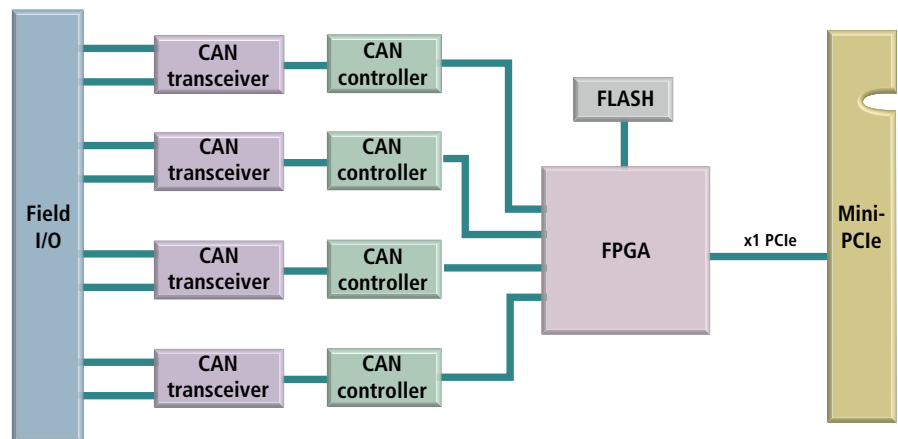 Field
I/O
CAN
transceiver
CAN
controller
CAN
transceiver
CAN
controller
CAN
transceiver
CAN
controller
CAN
transceiver
CAN
controller
FLASH
FPGA
x1 PCIe
Mini-
PCIe